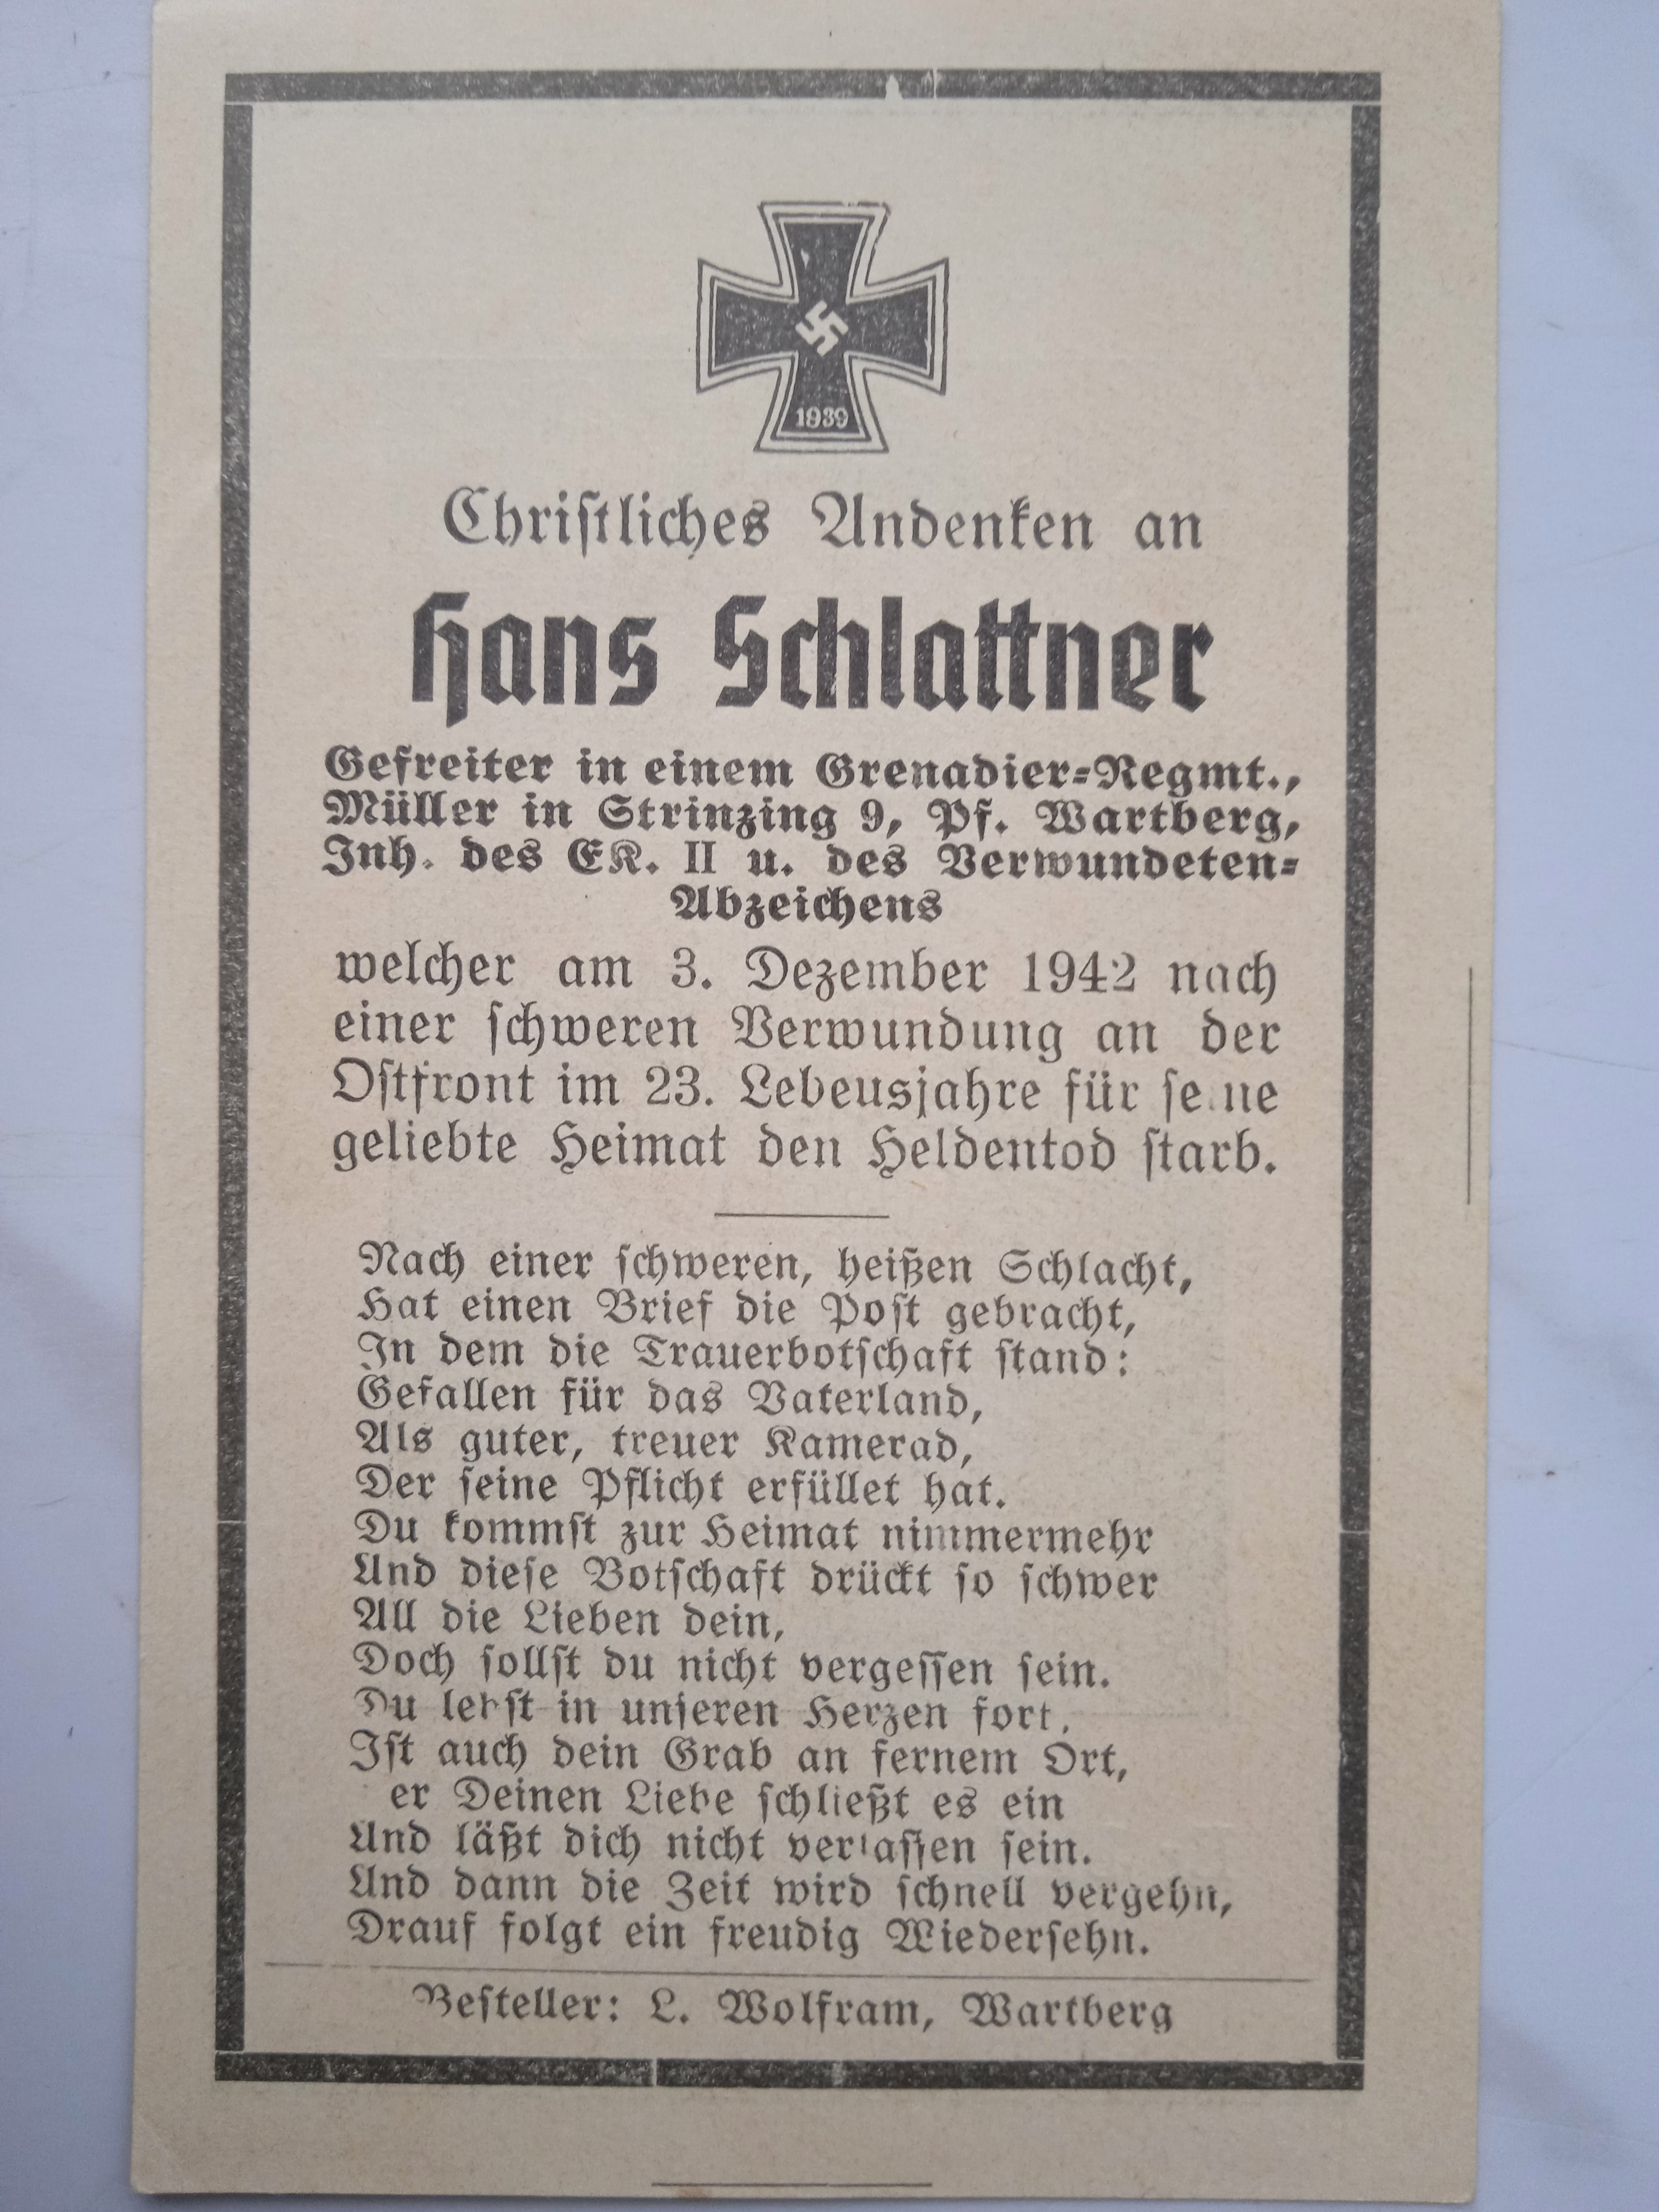 1939
Christliches Andenken an
Hans Schlattner
Gefreiter in einem Grenadier=Regmt.,
Müller in Strinzing 9, Pf. Wartberg,
Inh. des EK. II u. des Verwundeten=
Abzeichens
welcher am 3. Dezember 1942 nach
einer schweren Verwundung an der
Ostfront im 23. Lebeusjahre für se ne
geliebte Heimat den Heldentod starb.
Nach einer schweren, heißen Schlacht,
Hat einen Brief die Post gebracht,
In dem die Trauerbotschaft stand:
Gefallen für das Vaterland,
Als guter, treuer Kamerad,
Der seine Pflicht erfüllet hat.
Du kommst zur Heimat nimmermehr
Und diese Botschaft drückt so schwer
All die Lieben dein,
Doch sollst du nicht vergessen sein.
Du lebst in unseren Herzen fort,
Ist auch dein Grab an fernem Ort,
er Deinen Liebe schließt es ein
Und läßt dich nicht verlassen sein.
Und dann die Zeit wird schnell vergehn,
Drauf folgt ein freudig Wiedersehn.
Besteller: L. Wolfram, Wartberg